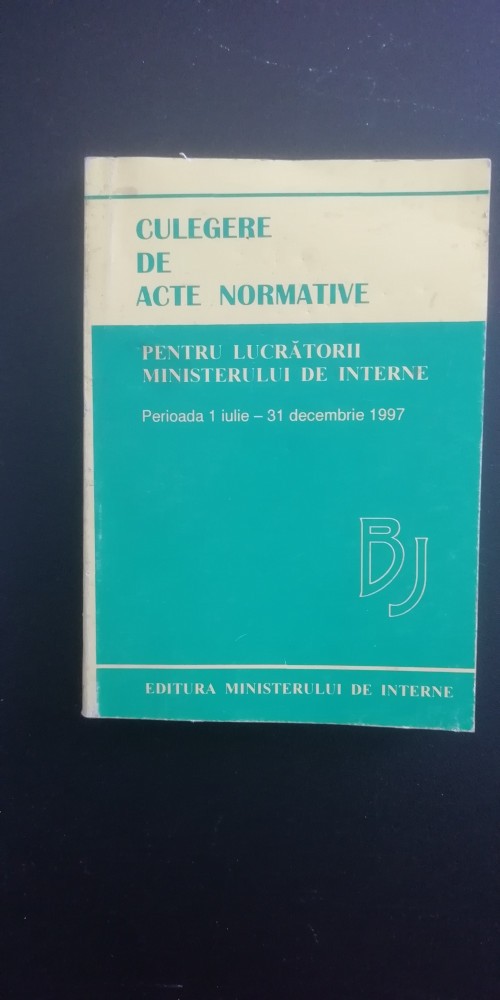 CULEGERE
DE
ACTE NORMATIVE
PENTRU LUCRĂTORII
MINISTERULUI DE INTERNE
Perioada 1 iulie – 31 decembrie 1997
BJ
EDITURA MINISTERULUI DE INTERNE